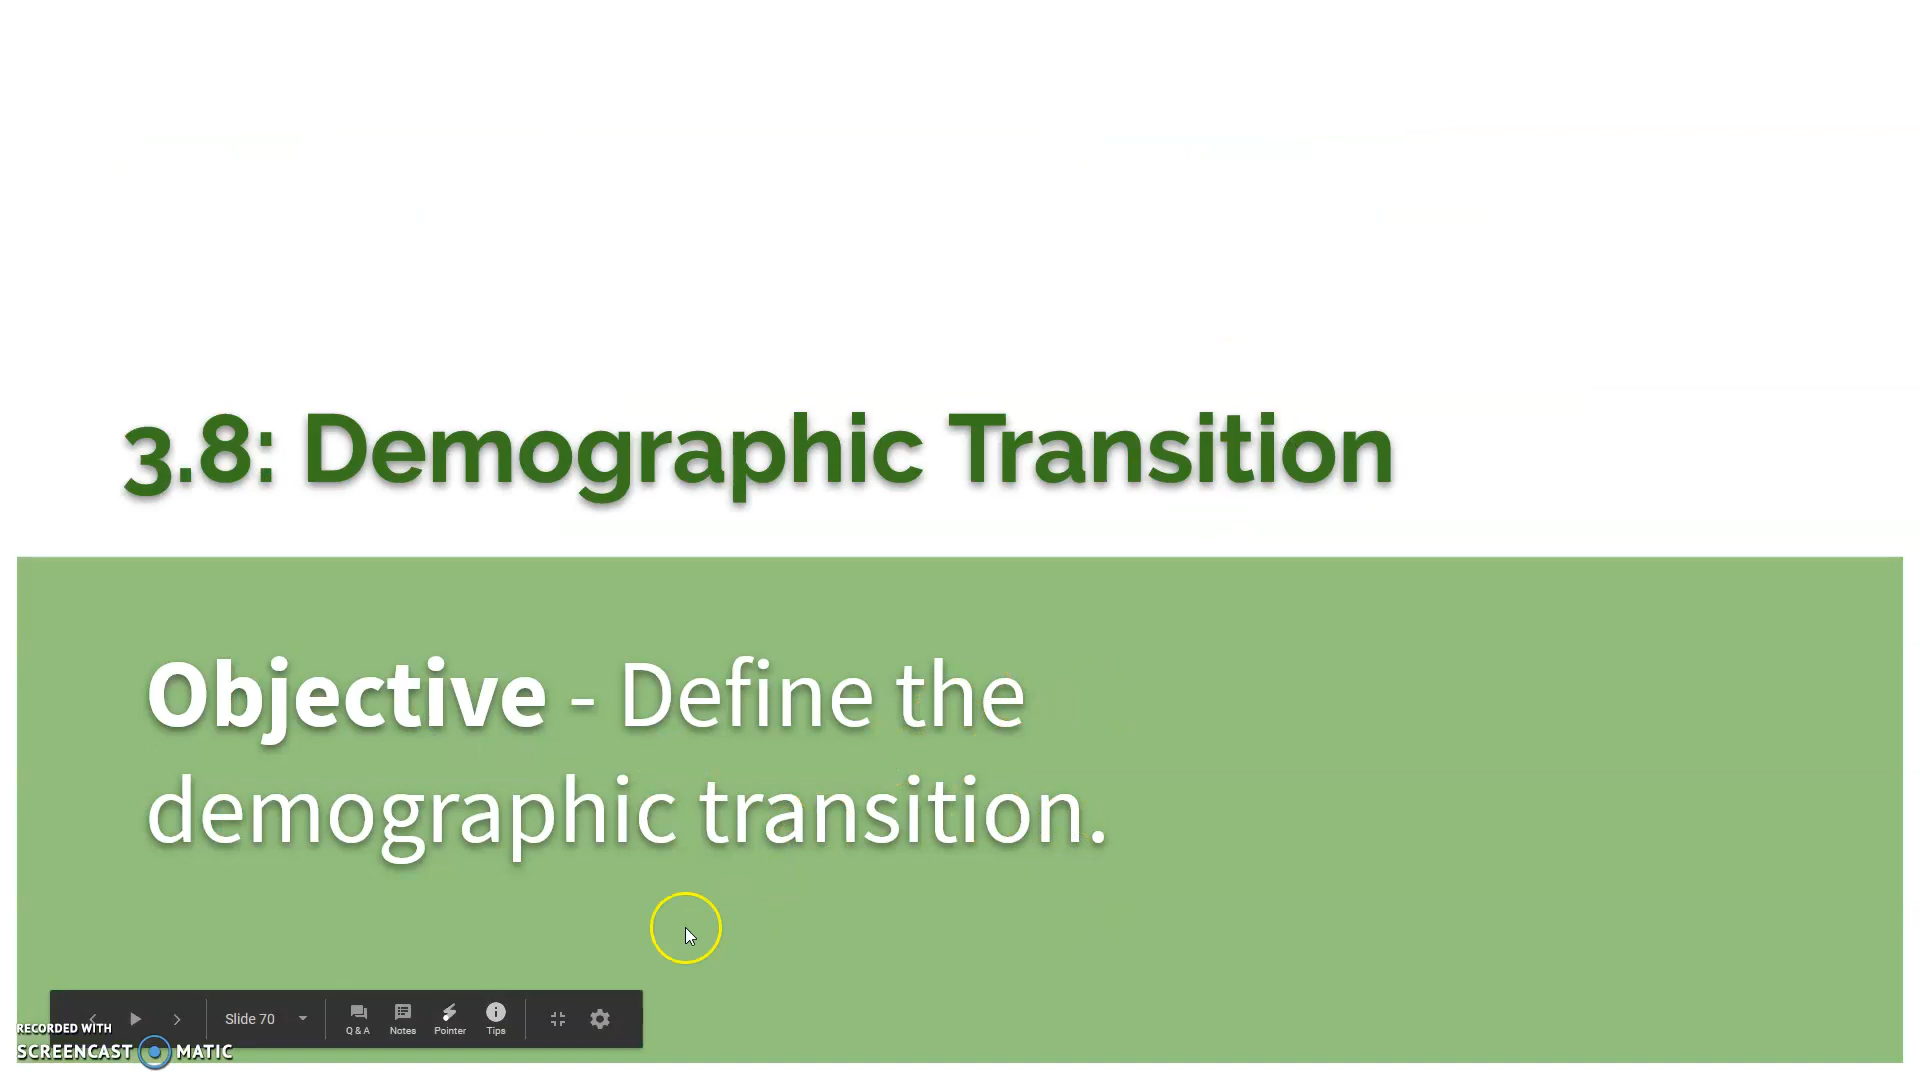 3.8: Demographic Transition
Objective - Define the
demographic transition.
Slide 70
Q & A Notes Pointer Tips
RECORDED WITH
SCREENCAST MATIC